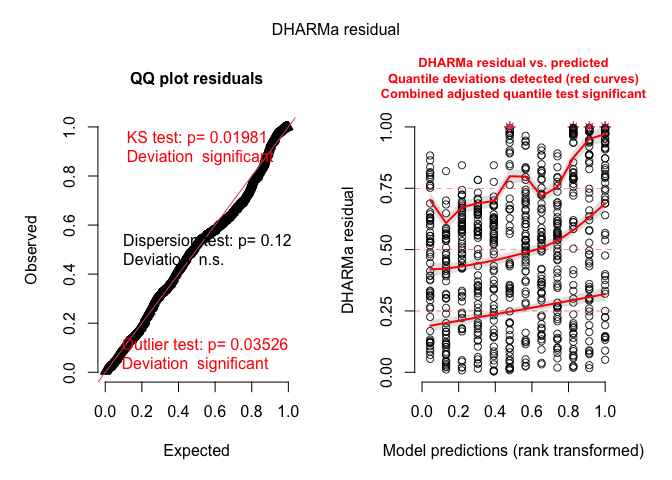 DHARMa residual
QQ plot residuals
KS test: p= 0.01981
Deviation  significant
Dispersion test: p= 0.12
Deviation  n.s.
Outlier test: p= 0.03526
Deviation  significant
Observed
0.0 0.2 0.4 0.6 0.8 1.0
0.0 0.2 0.4 0.6 0.8 1.0
Expected
DHARMa residual vs. predicted
Quantile deviations detected (red curves)
Combined adjusted quantile test significant
DHARMa residual
0.00 0.25 0.50 0.75 1.00
0.0 0.2 0.4 0.6 0.8 1.0
Model predictions (rank transformed)